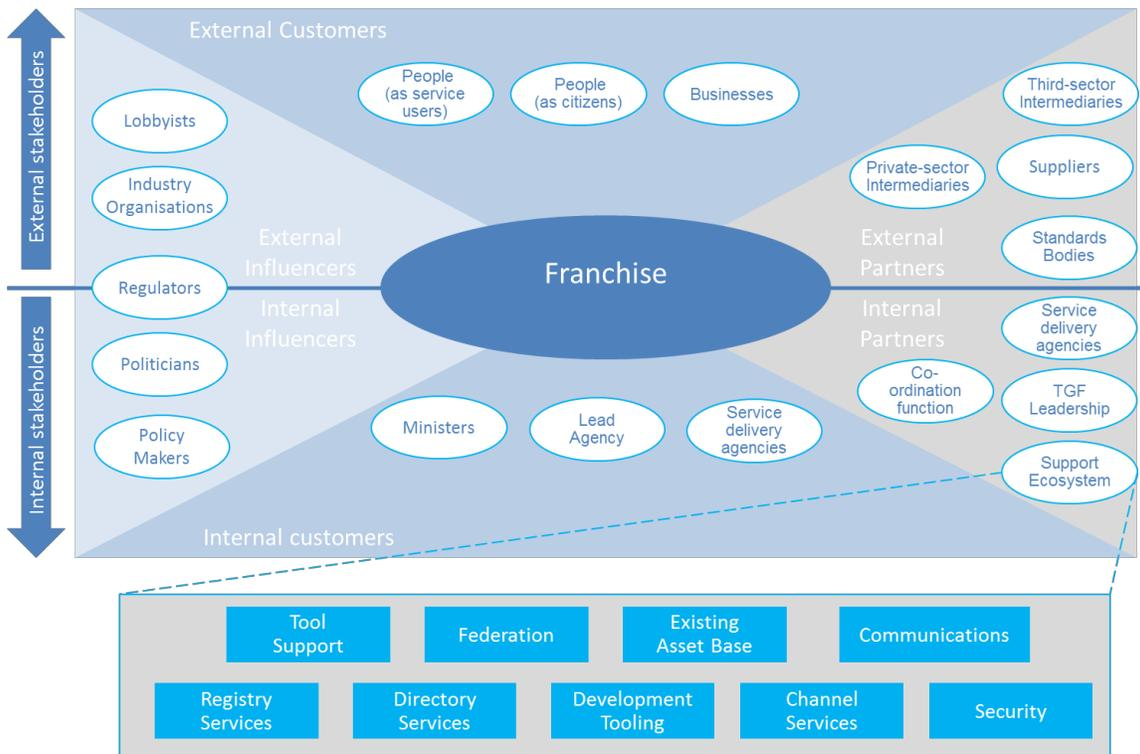 External stakeholders
Internal stakeholders
External Customers
People
(as service
users)
People
(as citizens)
Businesses
Lobbyists
Industry
Organisations
Regulators
Politicians
Policy
Makers
External
Influencers
Internal
Influencers
Franchise
External
Partners
Internal
Partners
Third-sector
Intermediaries
Private-sector
Intermediaries
Suppliers
Standards
Bodies
Service
delivery
agencies
Co-
ordination
function
TGF
Leadership
Support
Ecosystem
Ministers
Lead
Agency
Service
delivery
agencies
Internal customers
Tool
Support
Federation
Existing
Asset Base
Communications
Registry
Services
Directory
Services
Development
Tooling
Channel
Services
Security